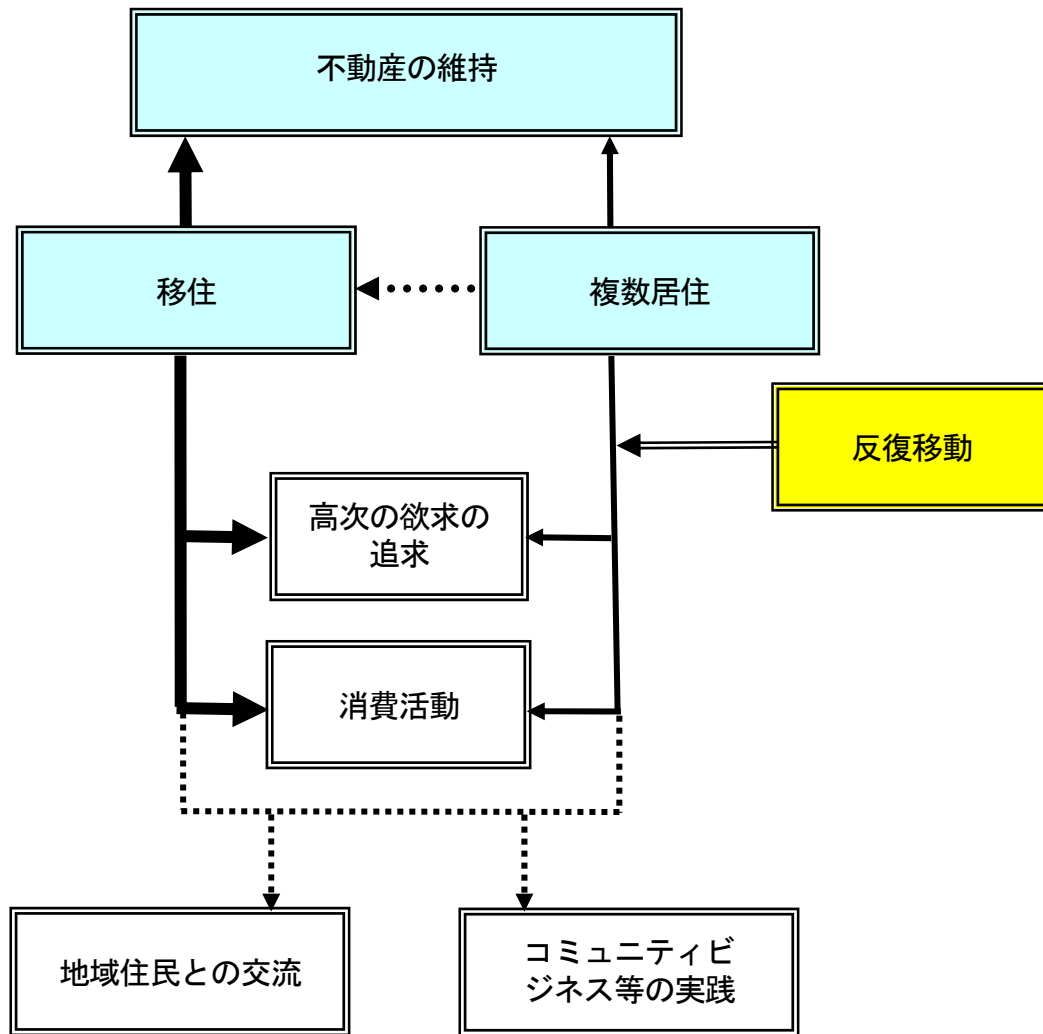 不動産の維持
移住
複数居住
反復移動
高次の欲求の
追求
消費活動
地域住民との交流
コミュニティビ
ジネス等の実践